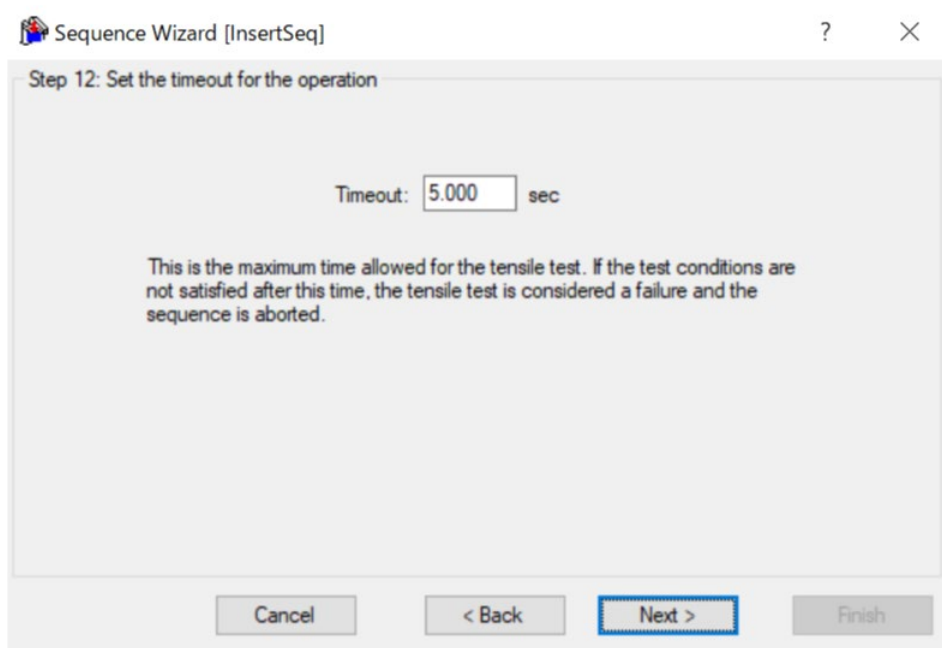 Sequence Wizard [InsertSeq]
?
Step 12: Set the timeout for the operation
Timeout: 5.000 sec
This is the maximum time allowed for the tensile test. If the test conditions are
not satisfied after this time, the tensile test is considered a failure and the
sequence is aborted.
Cancel
< Back
Next >
Finish